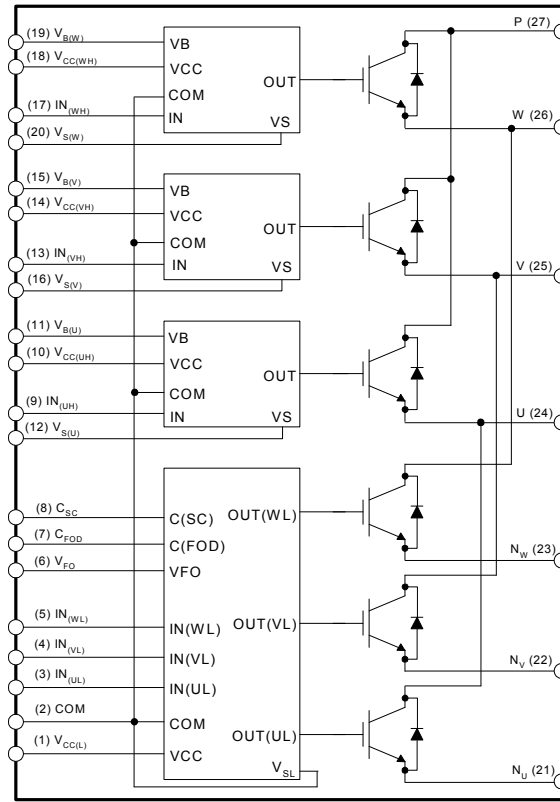 (19) VB(W)
(18) VCC(WH)
(17) IN(WH)
(20) VS(W)
VB
VCC
COM
IN
OUT
VS
P (27)
W (26)
(15) VB(V)
(14) VCC(VH)
(13) IN(VH)
(16) VS(V)
VB
VCC
COM
IN
OUT
VS
V (25)
(11) VB(U)
(10) VCC(UH)
(9) IN(UH)
(12) VS(U)
VB
VCC
COM
IN
OUT
VS
U (24)
(8) CSC
(7) CFOD
(6) VFO
(5) IN(WL)
(4) IN(VL)
(3) IN(UL)
(2) COM
(1) VCC(L)
C(SC)
C(FOD)
VFO
IN(WL)
IN(VL)
IN(UL)
COM
VCC
OUT(WL)
OUT(VL)
OUT(UL)
VSL
NW (23)
NV (22)
NU (21)